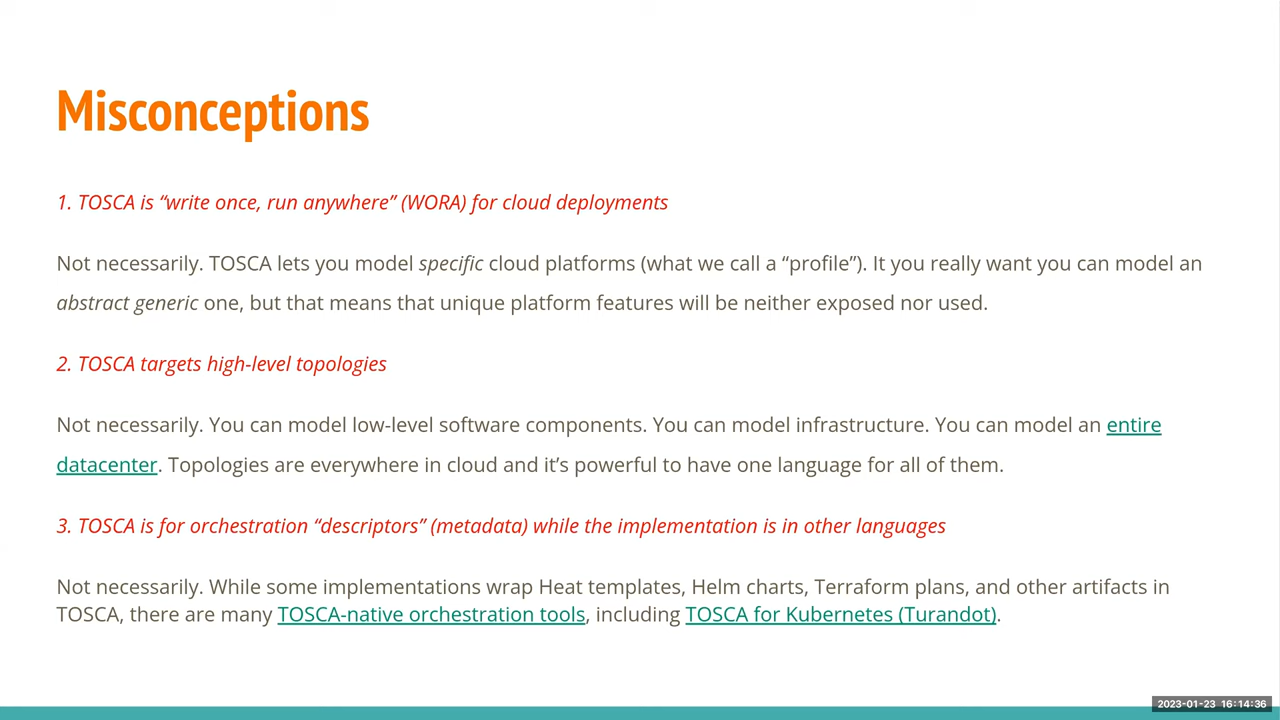 Misconceptions
1. TOSCA is “write once, run anywhere” (WORA) for cloud deployments
Not necessarily. TOSCA lets you model specific cloud platforms (what we call a “profile”). It you really want you can model an
abstract generic one, but that means that unique platform features will be neither exposed nor used.
2. TOSCA targets high-level topologies
Not necessarily. You can model low-level software components. You can model infrastructure. You can model an entire
datacenter. Topologies are everywhere in cloud and it’s powerful to have one language for all of them.
3. TOSCA is for orchestration “descriptors” (metadata) while the implementation is in other languages
Not necessarily. While some implementations wrap Heat templates, Helm charts, Terraform plans, and other artifacts in
TOSCA, there are many TOSCA-native orchestration tools, including TOSCA for Kubernetes (Turandot).
2023-01-23 16:14:36